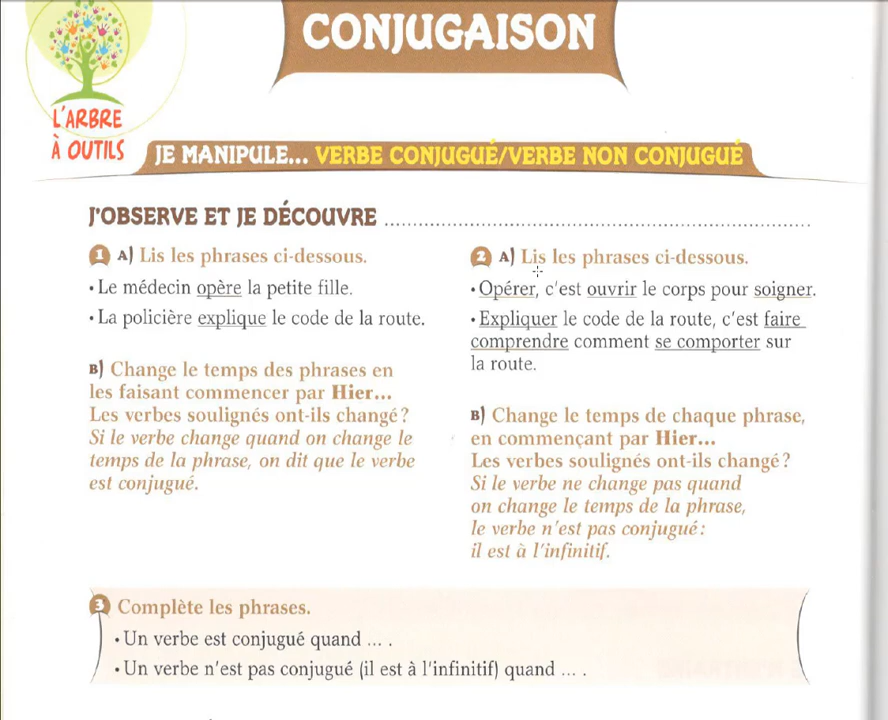 CONJUGAISON
L'ARBRE
À OUTILS
JE MANIPULE... VERBE CONJUGUÉ/VERBE NON CONJUGUÉ
J'OBSERVE ET JE DÉCOUVRE
1 A) Lis les phrases ci-dessous.
• Le médecin opère la petite fille.
• La policière explique le code de la route.
B) Change le temps des phrases en
les faisant commencer par Hier...
Les verbes soulignés ont-ils changé ?
Si le verbe change quand on change le
temps de la phrase, on dit que le verbe
est conjugué.
2 A) Lis les phrases ci-dessous.
• Opérer, c'est ouvrir le corps pour soigner.
• Expliquer le code de la route, c'est faire
comprendre comment se comporter sur
la route.
B) Change le temps de chaque phrase,
en commençant par Hier...
Les verbes soulignés ont-ils changé ?
Si le verbe ne change pas quand
on change le temps de la phrase,
le verbe n'est pas conjugué :
il est à l'infinitif.
3 Complète les phrases.
• Un verbe est conjugué quand ... .
• Un verbe n'est pas conjugué (il est à l'infinitif) quand ... .